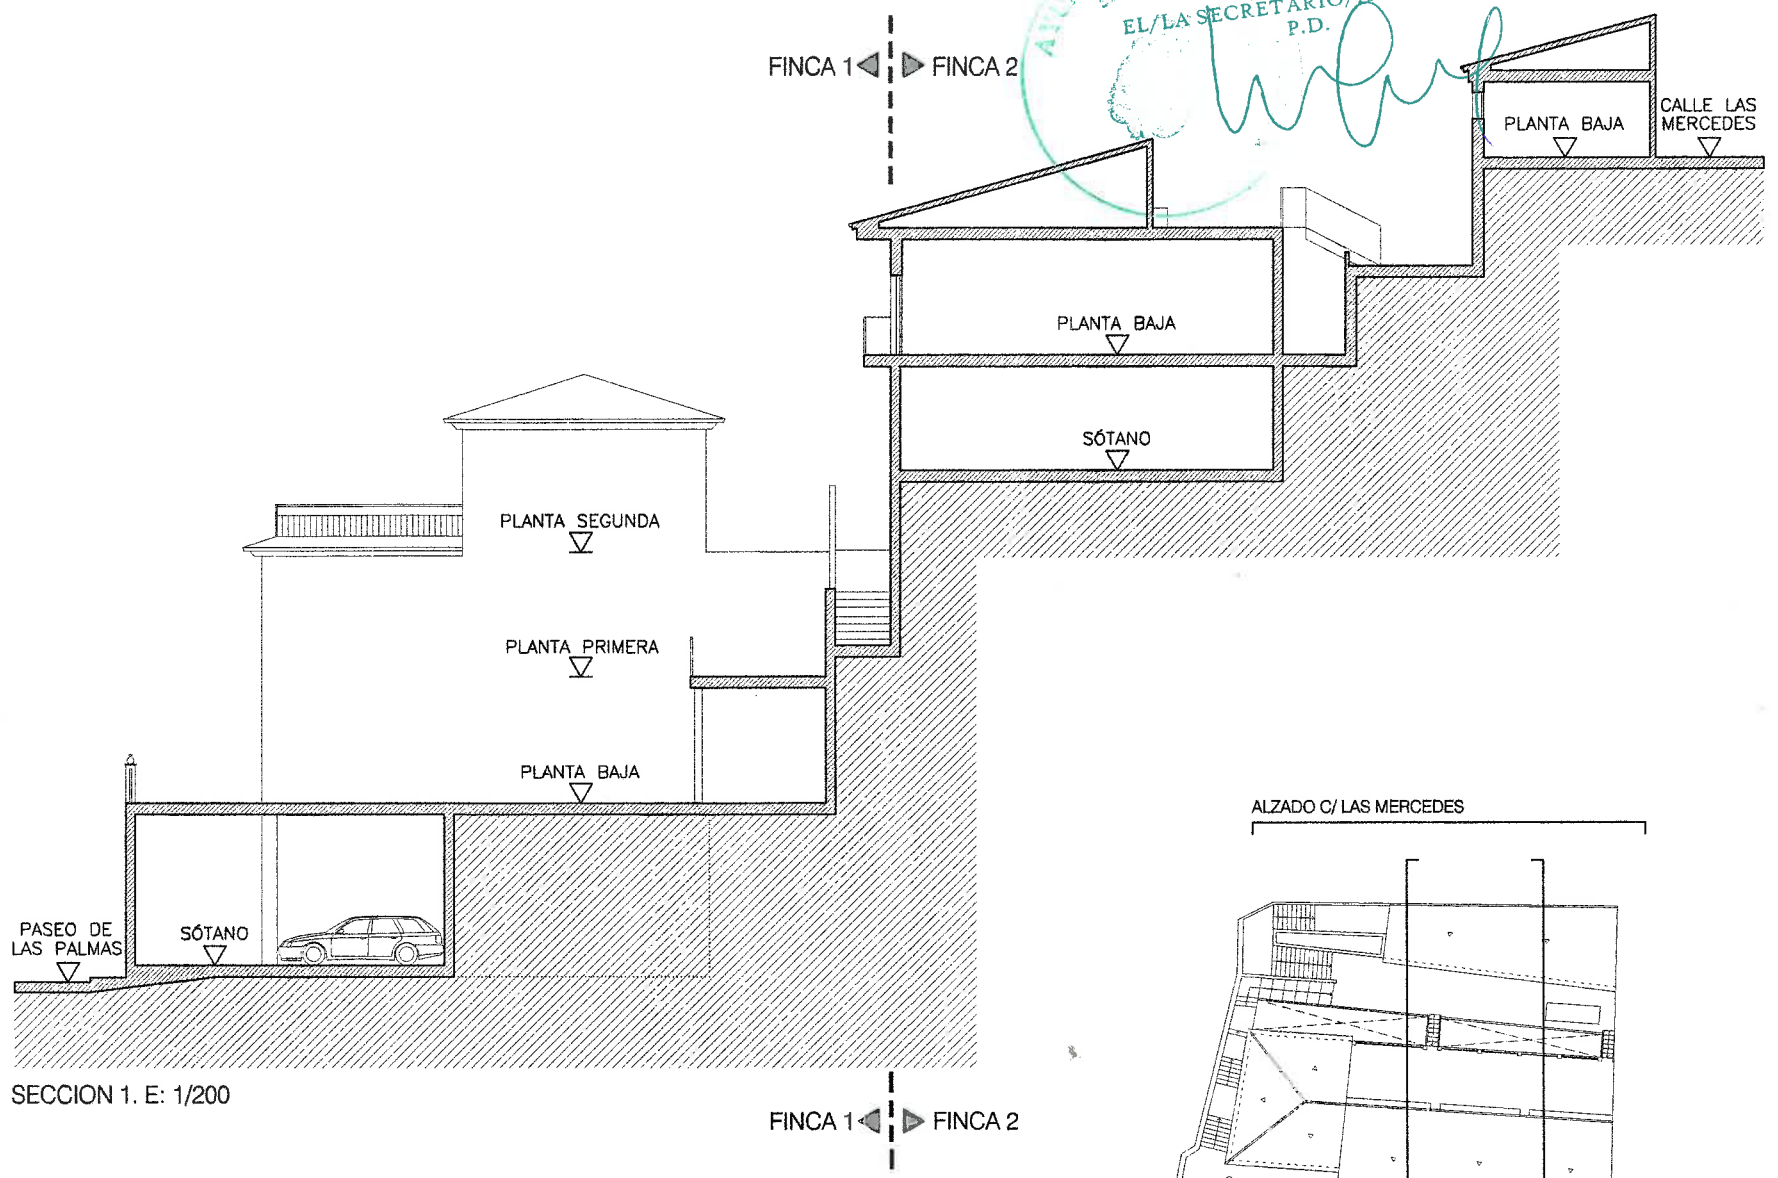 EL/LA SECRETARIO/
P.D.
FINCA 1 FINCA 2
CALLE LAS
MERCEDES
PLANTA BAJA
PLANTA BAJA
SÓTANO
PLANTA SEGUNDA
PLANTA PRIMERA
PLANTA BAJA
PASEO DE
LAS PALMAS
SÓTANO
ALZADO C/ LAS MERCEDES
SECCION 1. E: 1/200
FINCA 1 FINCA 2